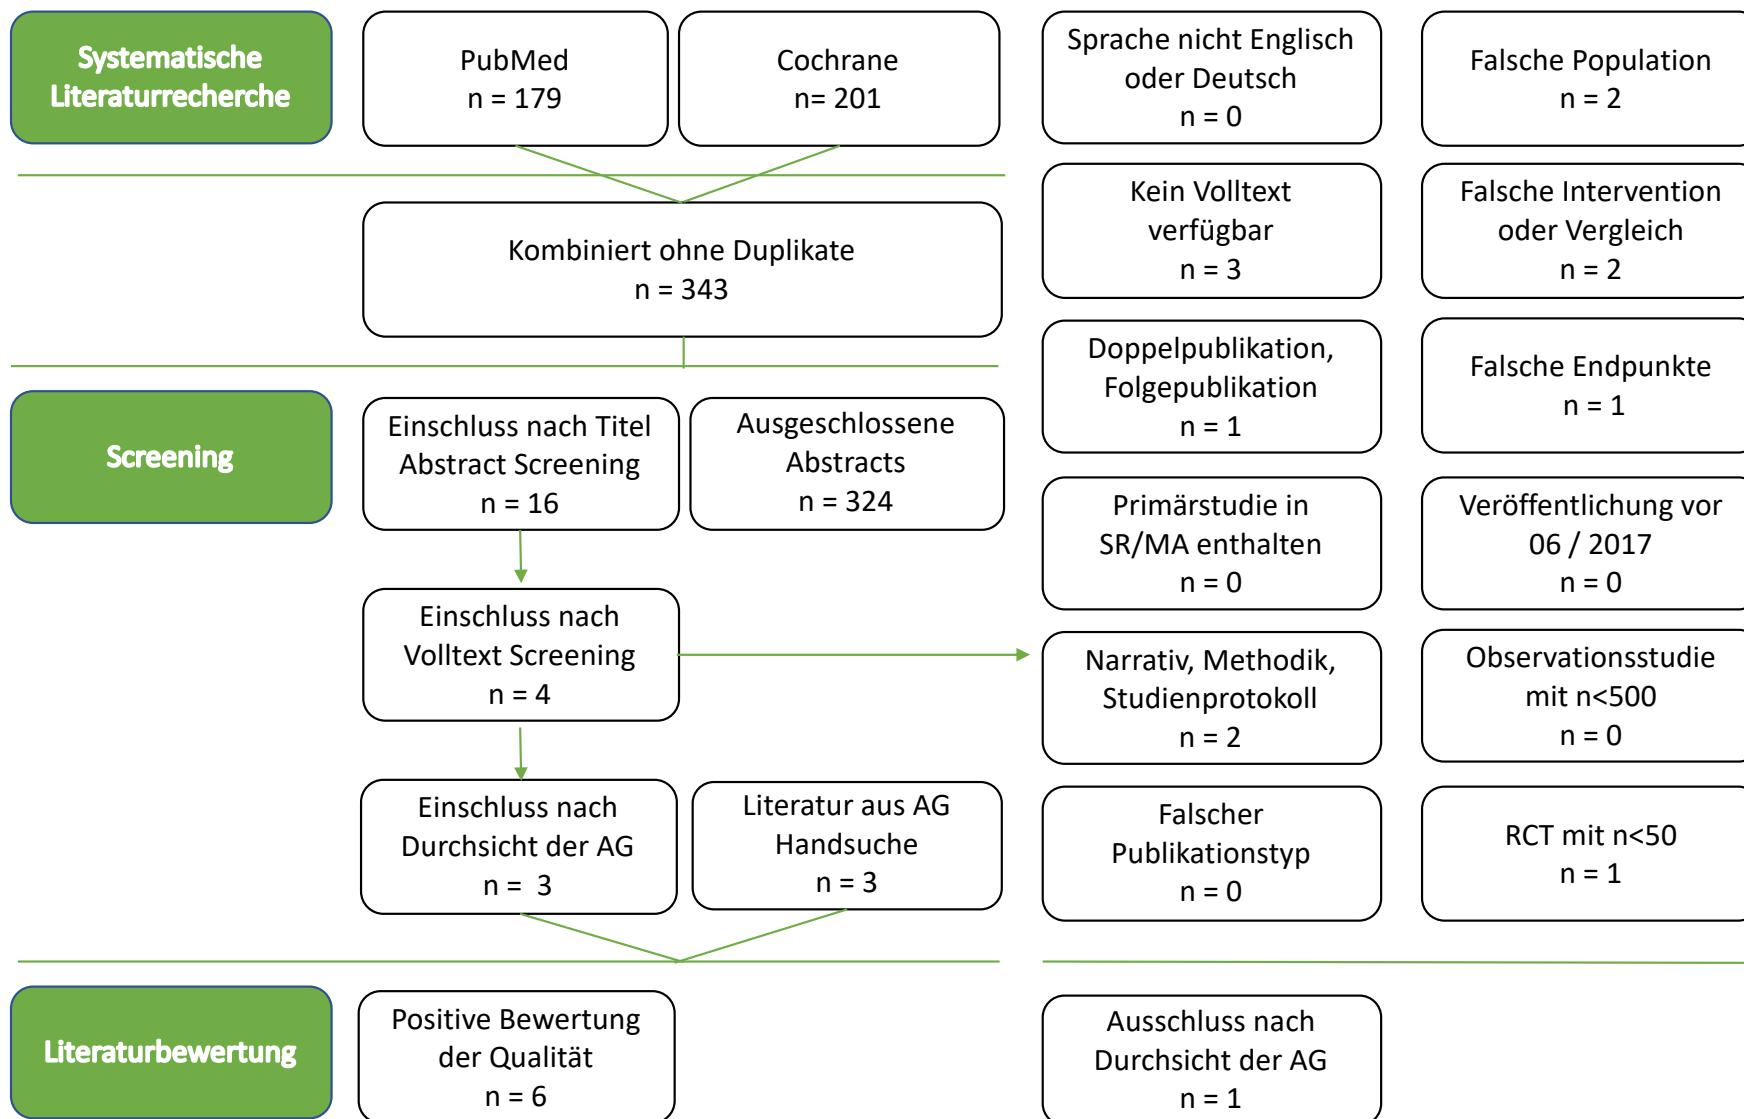 Systematische
Literaturrecherche
PubMed
n = 179
Cochrane
n= 201
Kombiniert ohne Duplikate
n = 343
Screening
Einschluss nach Titel
Abstract Screening
n = 16
Ausgeschlossene
Abstracts
n = 324
Einschluss nach
Volltext Screening
n = 4
Einschluss nach
Durchsicht der AG
n =  3
Literatur aus AG
Handsuche
n = 3
Literaturbewertung
Positive Bewertung
der Qualität
n = 6
Sprache nicht Englisch
oder Deutsch
n = 0
Falsche Population
n = 2
Kein Volltext
verfügbar
n = 3
Falsche Intervention
oder Vergleich
n = 2
Doppelpublikation,
Folgepublikation
n = 1
Falsche Endpunkte
n = 1
Primärstudie in
SR/MA enthalten
n = 0
Veröffentlichung vor
06 / 2017
n = 0
Narrativ, Methodik,
Studienprotokoll
n = 2
Observationsstudie
mit n<500
n = 0
Falscher
Publikationstyp
n = 0
RCT mit n<50
n = 1
Ausschluss nach
Durchsicht der AG
n = 1